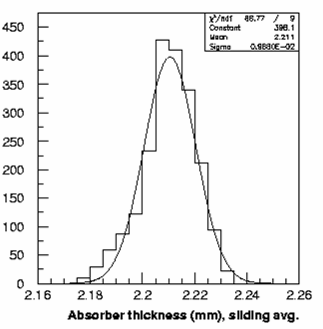 χ²/ndf 86.77 / 9
Constant 398.1
Mean 2.211
Sigma 0.9880E-02
450
400
350
300
250
200
150
100
50
0
2.16 2.18 2.2 2.22 2.24 2.26
Absorber thickness (mm), sliding avg.